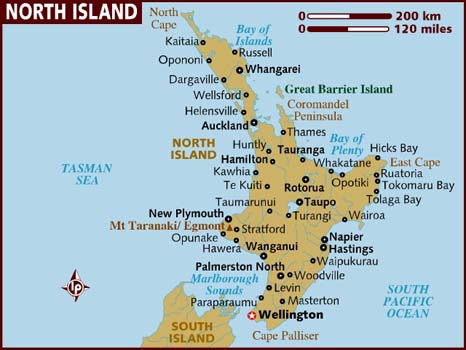 NORTH ISLAND
200 km
120 miles
North
Cape
Kaitaia
Bay of
Islands
Russell
Opononi
Whangarei
Dargaville
Great Barrier Island
Wellsford
Coromandel
Peninsula
Helensville
Auckland
Thames
NORTH
ISLAND
Huntly
Tauranga
Bay of
Plenty
Hicks Bay
Hamilton
Whakatane
East Cape
TASMAN
SEA
Kawhia
Opotiki
Ruatoria
Te Kuiti
Rotorua
Tokomaru Bay
Taumarunui
Taupo
Tolaga Bay
New Plymouth
Turangi
Wairoa
Mt Taranaki/ Egmont
Stratford
Opunake
Napier
Hawera
Hastings
Wanganui
Waipukurau
Palmerston North
Marlborough
Sounds
Woodville
SOUTH
PACIFIC
OCEAN
Levin
Paraparaumu
Masterton
Wellington
SOUTH
ISLAND
Cape Palliser
lp